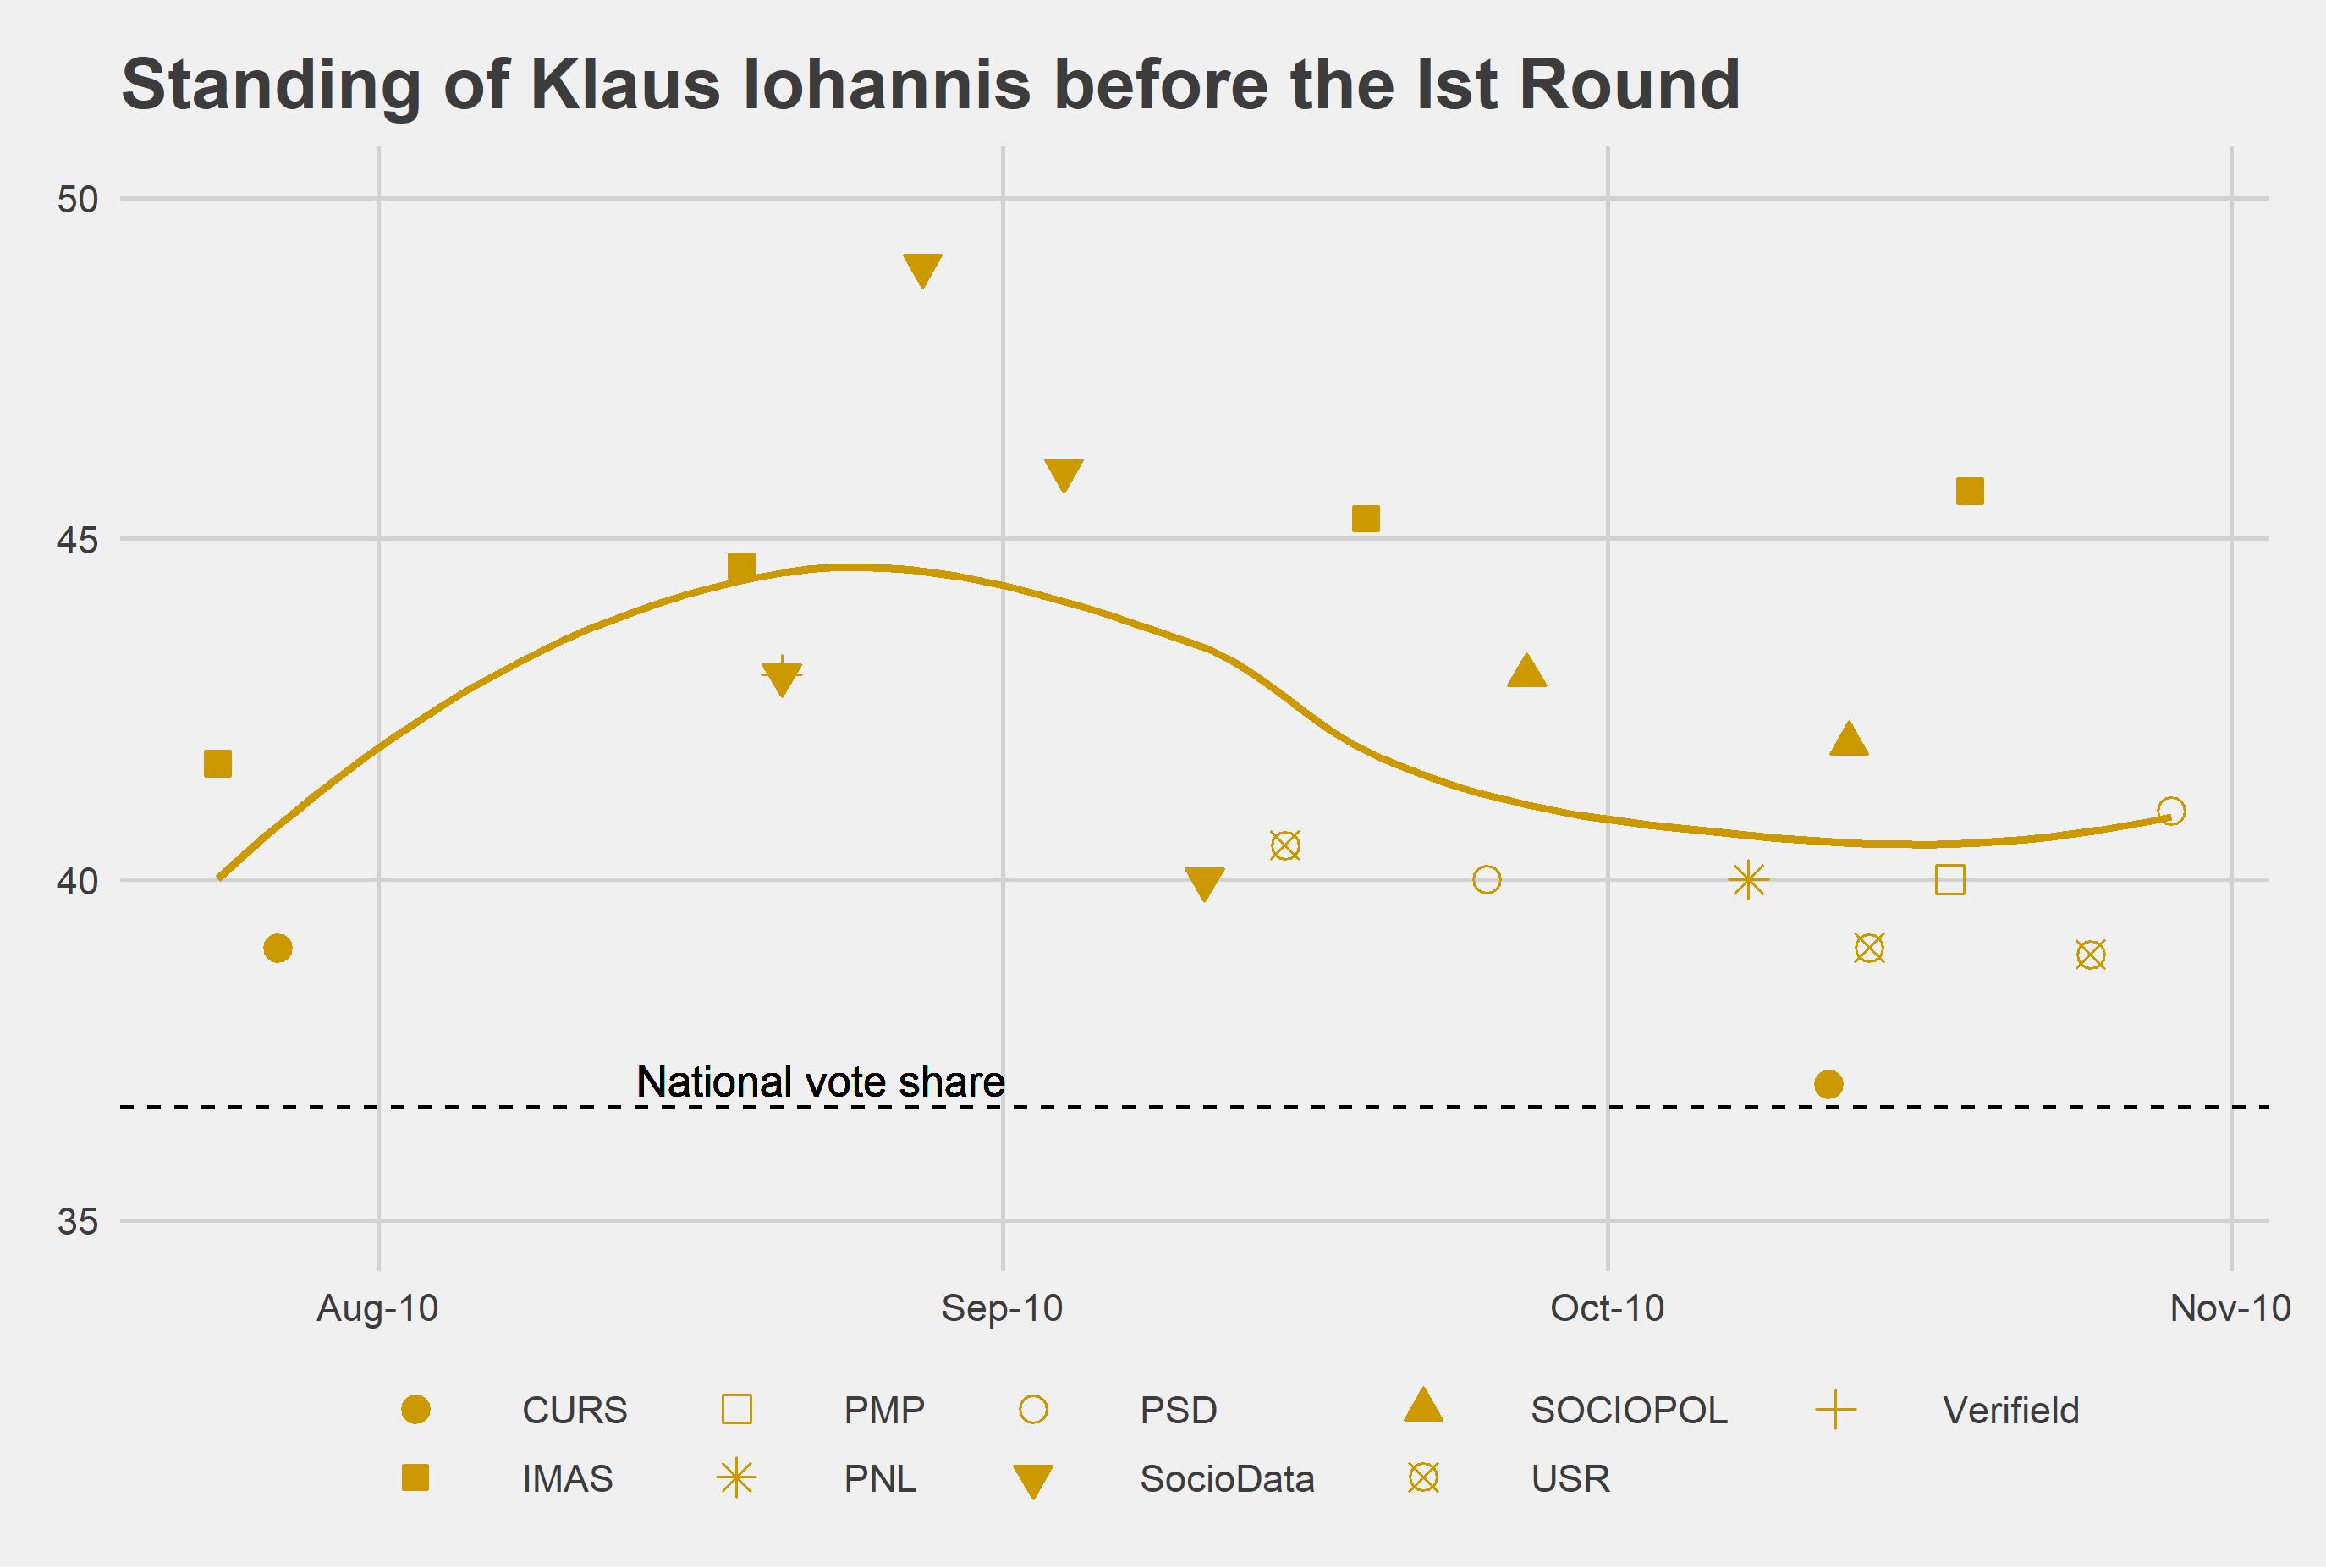 Standing of Klaus Iohannis before the Ist Round
50
45
40
35
National vote share
Aug-10 Sep-10 Oct-10 Nov-10
CURS PMP PSD SOCIOPOL Verifield
IMAS PNL SocioData USR